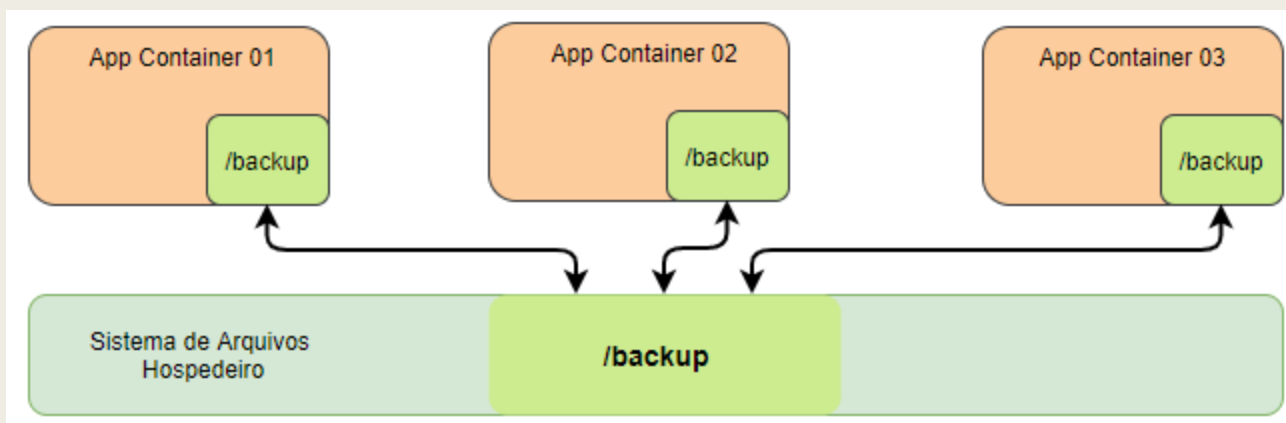 App Container 01
App Container 02
App Container 03
/backup
/backup
/backup
Sistema de Arquivos
Hospedeiro
/backup